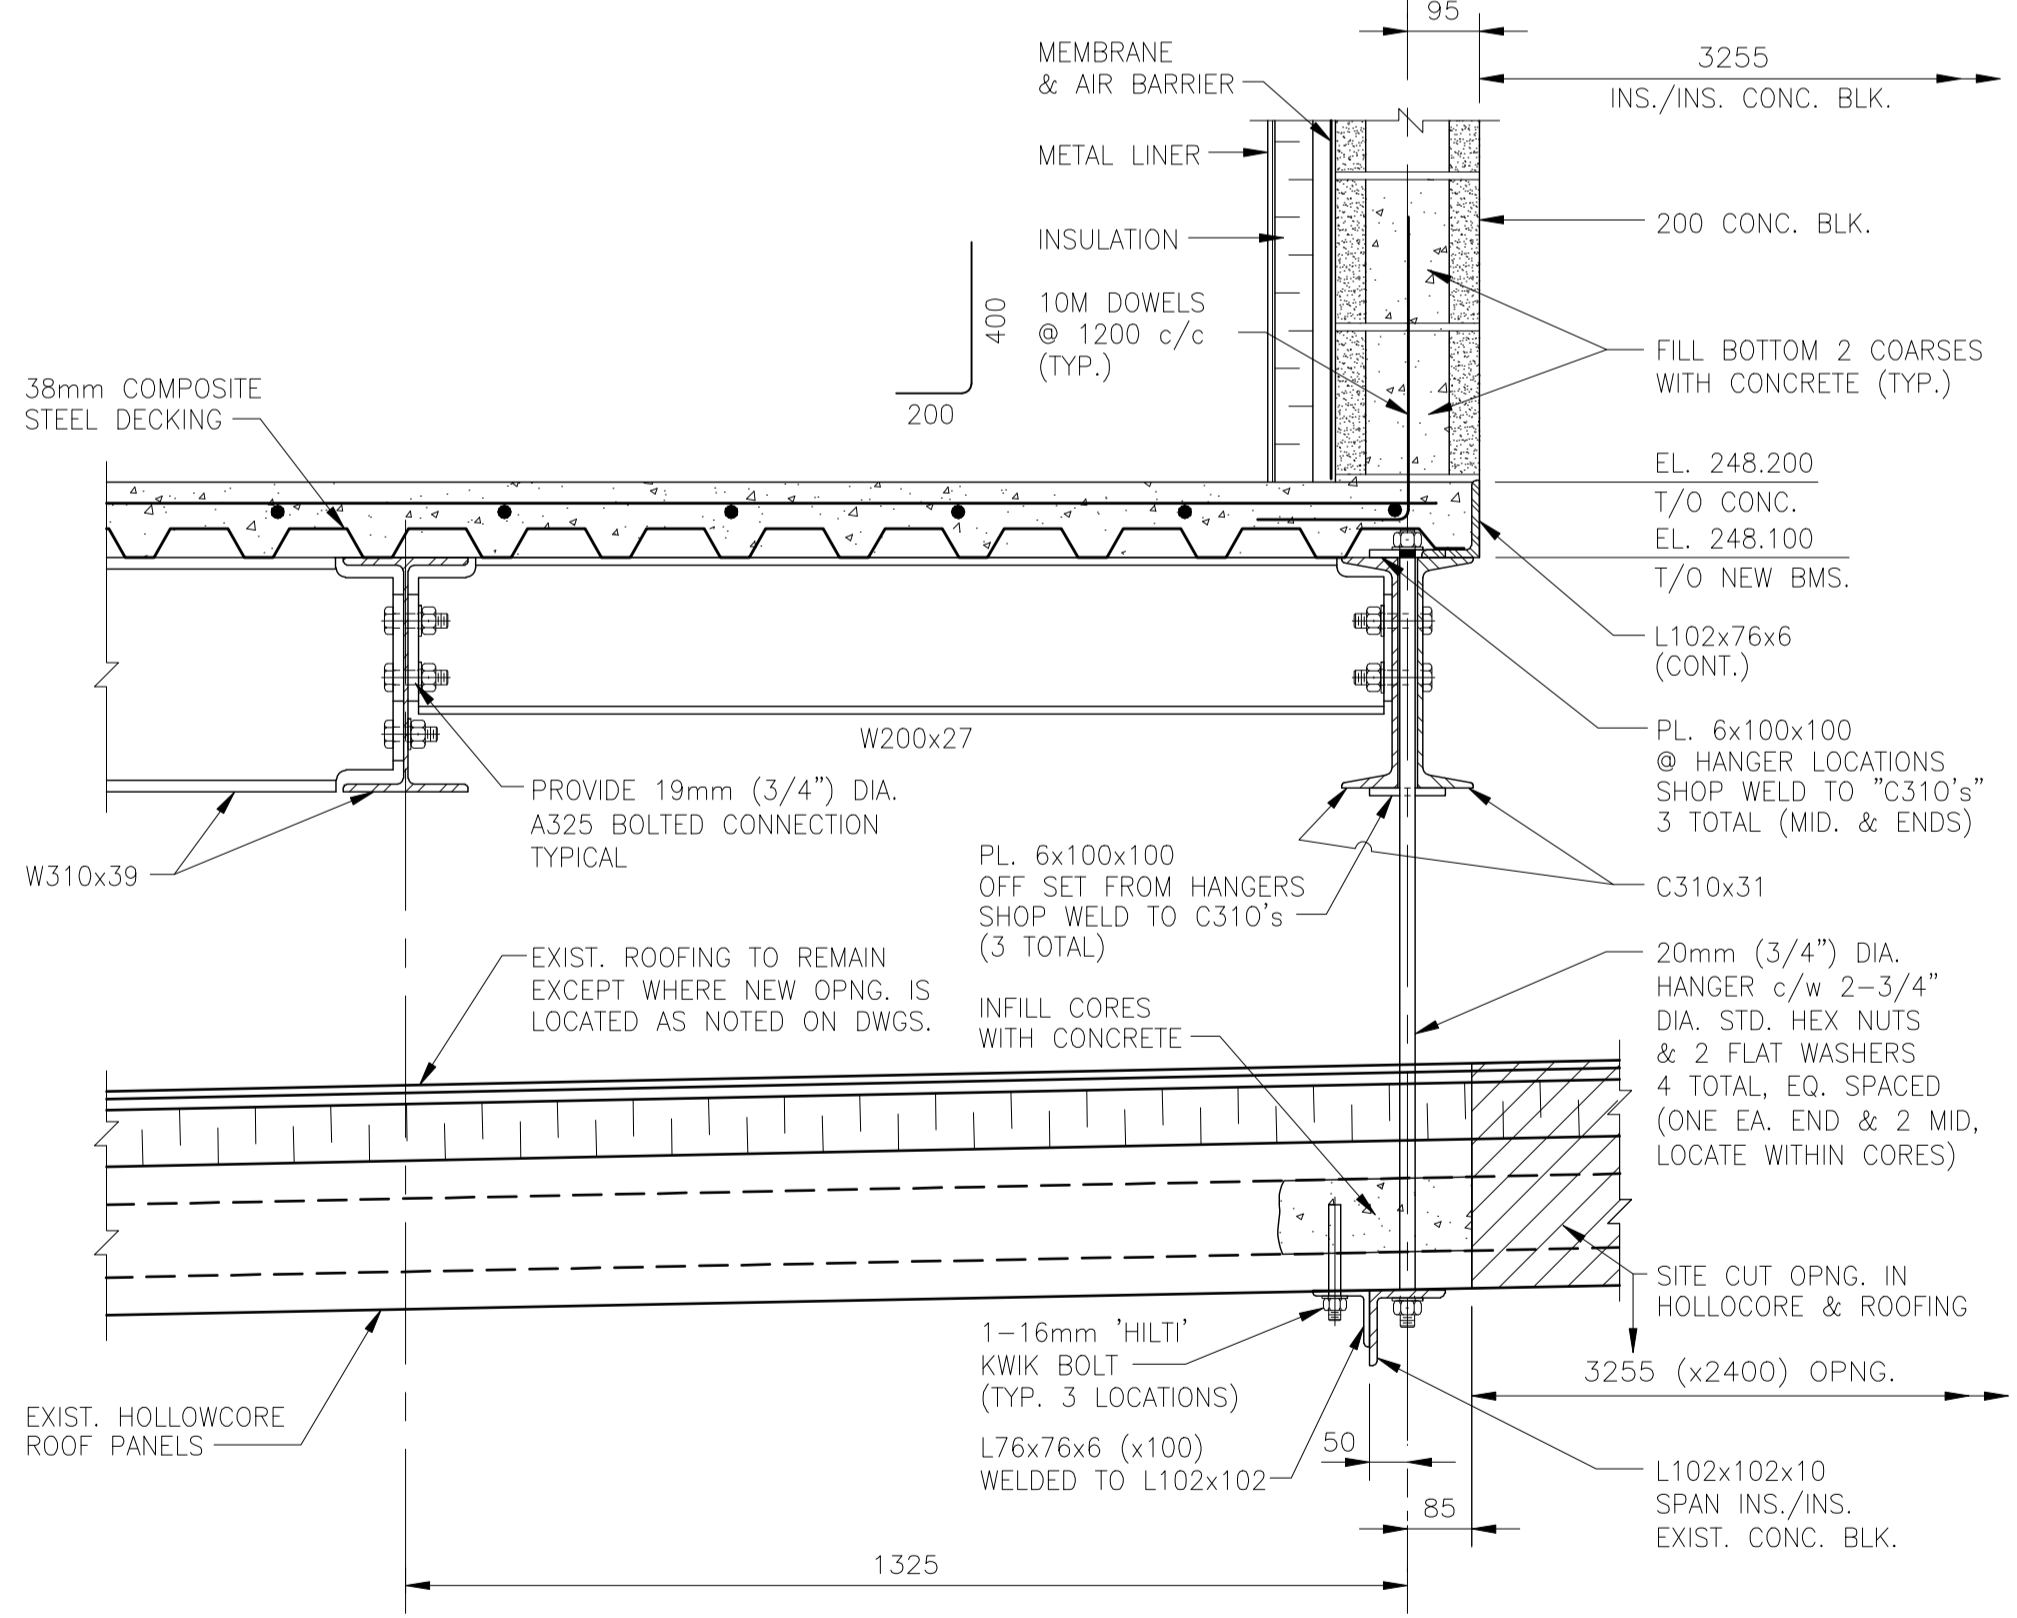 95
3255
INS./INS. CONC. BLK.
MEMBRANE
& AIR BARRIER
METAL LINER
INSULATION
10M DOWELS
@ 1200 c/c
(TYP.)
400
200
200 CONC. BLK.
FILL BOTTOM 2 COARSES
WITH CONCRETE (TYP.)
38mm COMPOSITE
STEEL DECKING
EL. 248.200
T/O CONC.
EL. 248.100
T/O NEW BMS.
L102x76x6
(CONT.)
W200x27
PL. 6x100x100
@ HANGER LOCATIONS
SHOP WELD TO "C310's"
3 TOTAL (MID. & ENDS)
PROVIDE 19mm (3/4") DIA.
A325 BOLTED CONNECTION
TYPICAL
W310x39
PL. 6x100x100
OFF SET FROM HANGERS
SHOP WELD TO C310's
(3 TOTAL)
C310x31
EXIST. ROOFING TO REMAIN
EXCEPT WHERE NEW OPNG. IS
LOCATED AS NOTED ON DWGS.
INFILL CORES
WITH CONCRETE
20mm (3/4") DIA.
HANGER c/w 2-3/4"
DIA. STD. HEX NUTS
& 2 FLAT WASHERS
4 TOTAL, EQ. SPACED
(ONE EA. END & 2 MID,
LOCATE WITHIN CORES)
SITE CUT OPNG. IN
HOLLOCORE & ROOFING
3255 (x2400) OPNG.
1-16mm 'HILTI'
KWIK BOLT
(TYP. 3 LOCATIONS)
EXIST. HOLLOWCORE
ROOF PANELS
L76x76x6 (x100)
WELDED TO L102x102
50
85
L102x102x10
SPAN INS./INS.
EXIST. CONC. BLK.
1325